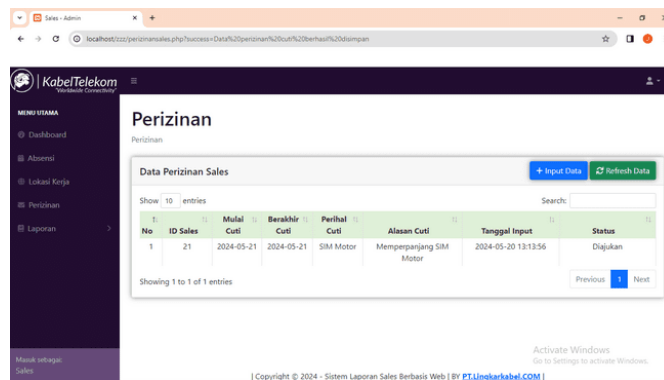 Sales - Admin
localhost/zzz/perizinansales.php?success=Data%20perizinan%20cuti%20berhasil%20disimpan
KabelTelekom
"Worldwide Connectivity"
MENU UTAMA
Dashboard
Absensi
Lokasi Kerja
Perizinan
Laporan
Masuk sebagai:
Sales
Perizinan
Perizinan
Data Perizinan Sales
+ Input Data
Refresh Data
Show 10 entries
Search:
No ID Sales Mulai Cuti Berakhir Cuti Perihal Cuti Alasan Cuti Tanggal Input Status
1 21 2024-05-21 2024-05-21 SIM Motor Memperpanjang SIM Motor 2024-05-20 13:13:56 Diajukan
Showing 1 to 1 of 1 entries
Previous 1 Next
Activate Windows
Go to Settings to activate Windows.
| Copyright © 2024 - Sistem Laporan Sales Berbasis Web | BY PT.Lingkarkabel.COM |